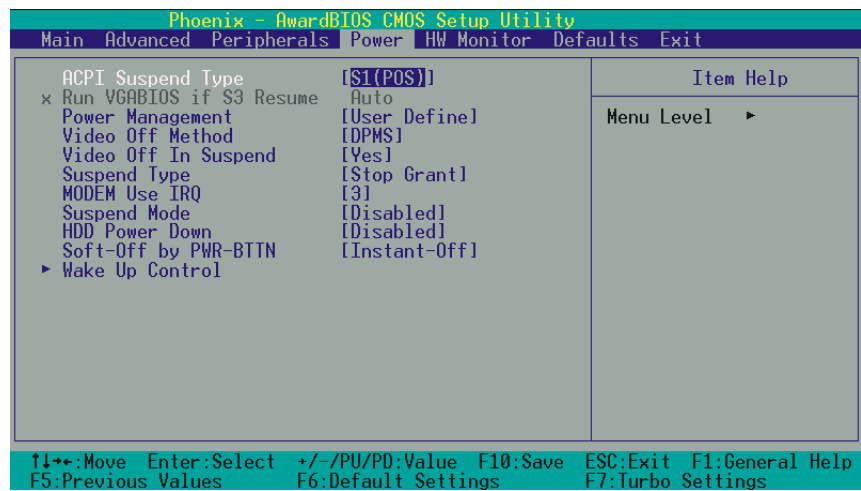 Phoenix - AwardBIOS CMOS Setup Utility
Main Advanced Peripherals Power HW Monitor Defaults Exit
ACPI Suspend Type [S1(POS)]
x Run VGABIOS if S3 Resume Auto
Power Management [User Define]
Video Off Method [DPMS]
Video Off In Suspend [Yes]
Suspend Type [Stop Grant]
MODEM Use IRQ [3]
Suspend Mode [Disabled]
HDD Power Down [Disabled]
Soft-Off by PWR-BTTN [Instant-Off]
► Wake Up Control
Item Help
Menu Level ►
↑↓→←:Move Enter:Select +/-/PU/PD:Value F10:Save ESC:Exit F1:General Help
F5:Previous Values F6:Default Settings F7:Turbo Settings